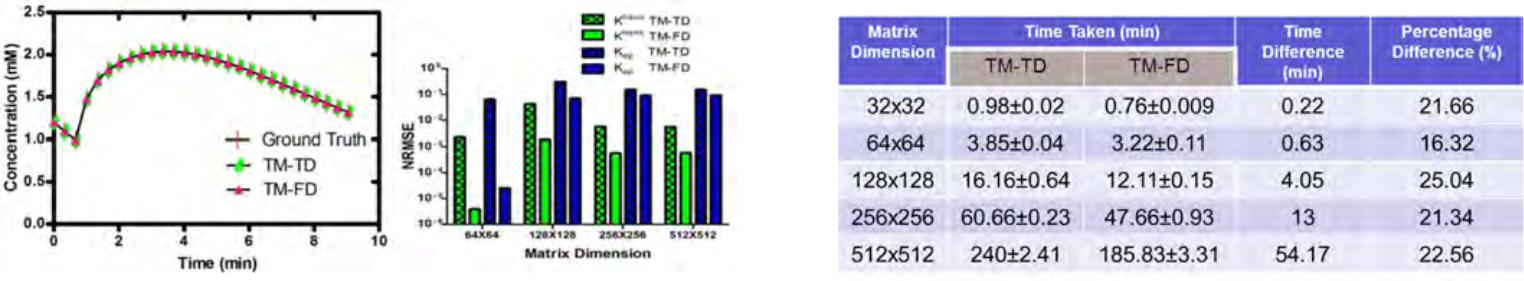 2.5
2.0
1.5
1.0
0.5
0.0
0 2 4 6 8 10
Concentration (mM)
Time (min)
Ground Truth
TM-TD
TM-FD
TM-TD
TM-FD
K_ep TM-TD
K_ep TM-FD
NRMSE
64X64 128X128 256X256 512X512
Matrix Dimension
Matrix Dimension Time Taken (min) Time Difference (min) Percentage Difference (%)
TM-TD TM-FD
32x32 0.98±0.02 0.76±0.009 0.22 21.66
64x64 3.85±0.04 3.22±0.11 0.63 16.32
128x128 16.16±0.64 12.11±0.15 4.05 25.04
256x256 60.66±0.23 47.66±0.93 13 21.34
512x512 240±2.41 185.83±3.31 54.17 22.56